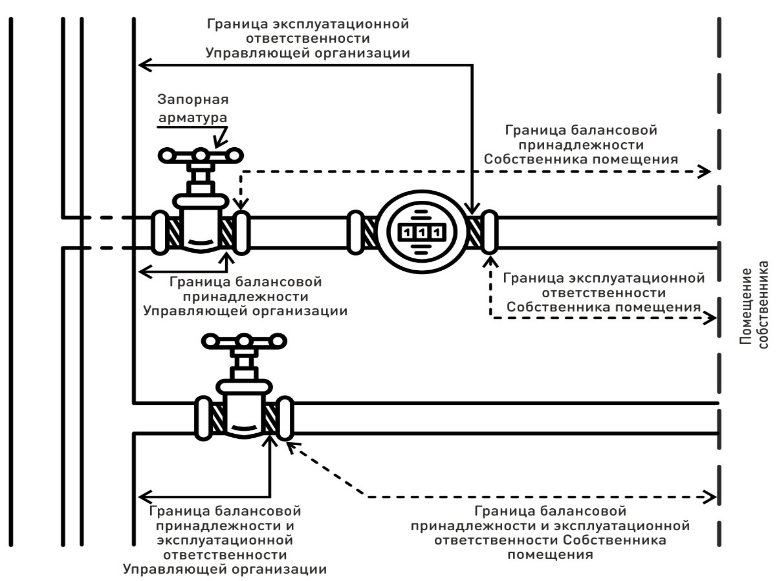 Граница эксплуатационной
ответственности
Управляющей организации
Запорная
арматура
Граница балансовой
принадлежности
Собственника помещения
111
Граница балансовой
принадлежности
Управляющей организации
Граница эксплуатационной
ответственности
Собственника помещения
Помещение
собственника
Граница балансовой
принадлежности и
эксплуатационной
ответственности
Управляющей организации
Граница балансовой
принадлежности и эксплуатационной
ответственности Собственника
помещения